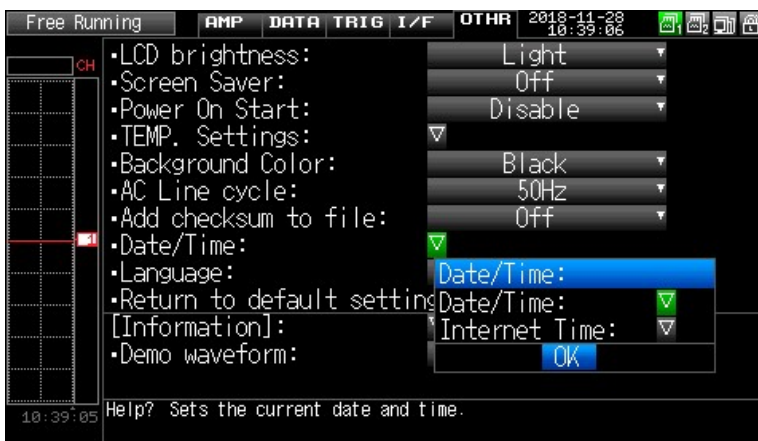 Free Running AMP DATA TRIG I/F OTHR 2018-11-28
10:39:06
1 2
CH
▪LCD brightness: Light
▪Screen Saver: Off
▪Power On Start: Disable
▪TEMP. Settings:
▪Background Color: Black
▪AC Line cycle: 50Hz
▪Add checksum to file: Off
1
▪Date/Time:
▪Language:
▪Return to default setting
[Information]:
▪Demo waveform:
Date/Time:
Date/Time:
Internet Time:
OK
10:39:05
Help? Sets the current date and time.